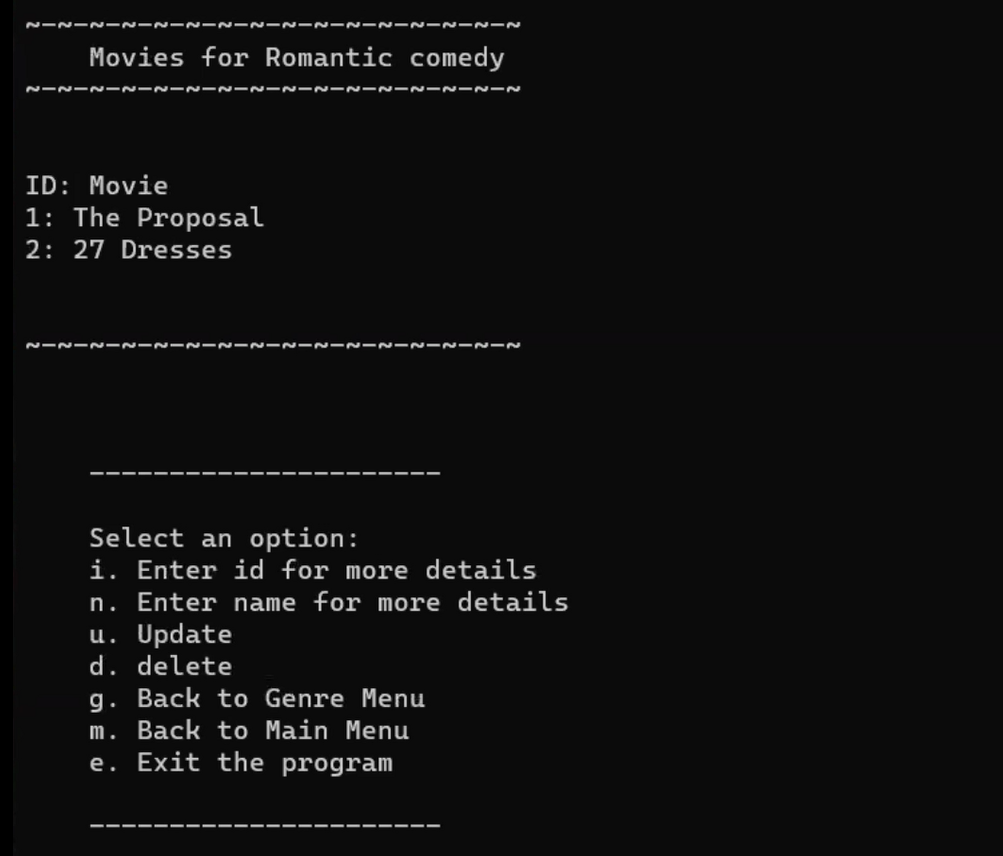 ~-~-~-~-~-~-~-~-~-~-~-~-~-~-~-~
Movies for Romantic comedy
~-~-~-~-~-~-~-~-~-~-~-~-~-~-~-~
ID: Movie
1: The Proposal
2: 27 Dresses
~-~-~-~-~-~-~-~-~-~-~-~-~-~-~-~
----------------------
Select an option:
i. Enter id for more details
n. Enter name for more details
u. Update
d. delete
g. Back to Genre Menu
m. Back to Main Menu
e. Exit the program
----------------------